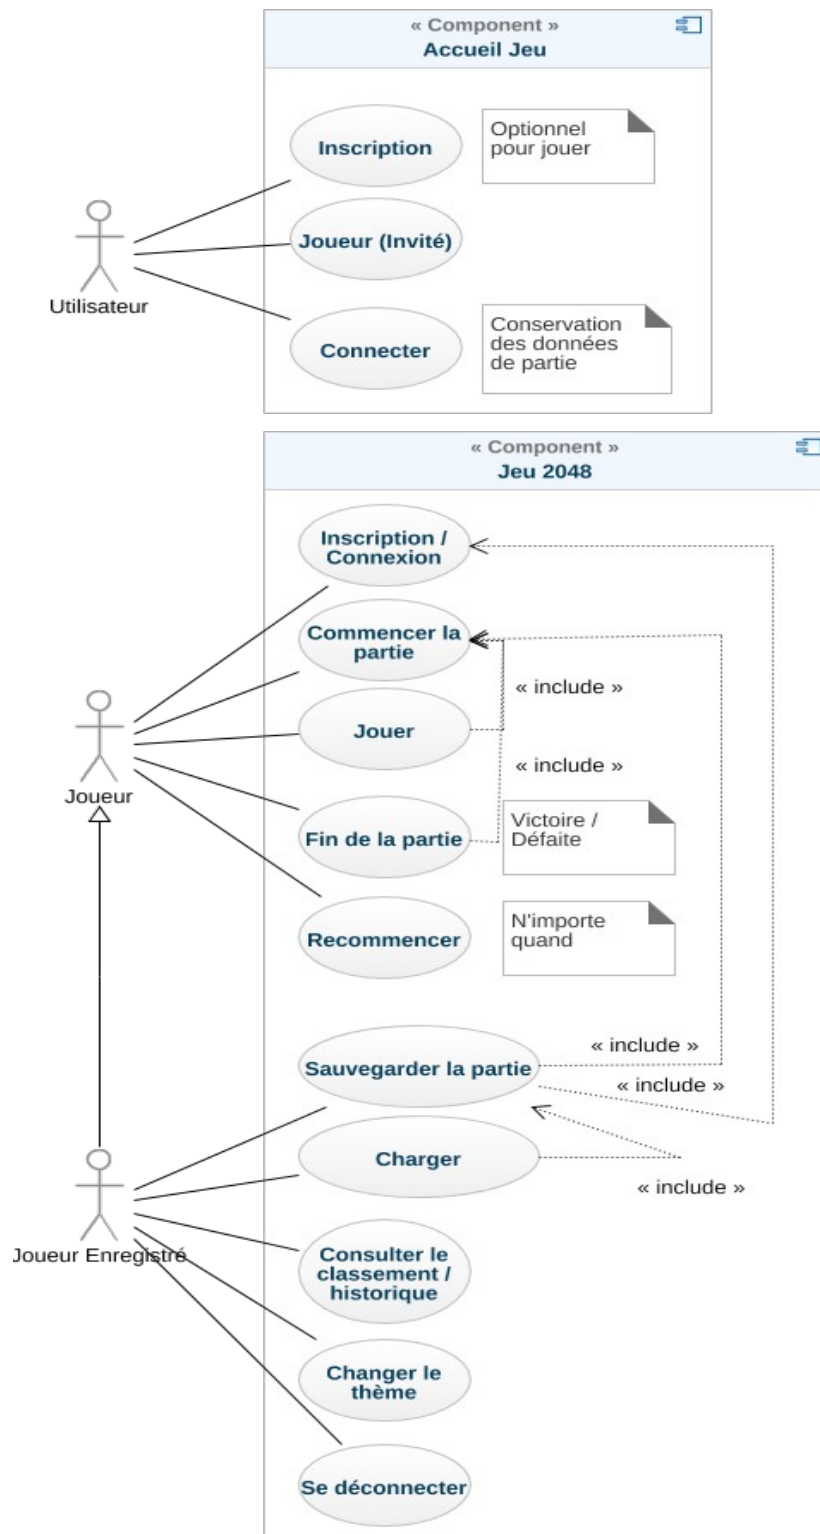 « Component »
Accueil Jeu
Inscription
Optionnel
pour jouer
Joueur (Invité)
Utilisateur
Connecter
Conservation
des données
de partie
« Component »
Jeu 2048
Inscription /
Connexion
Commencer la
partie
« include »
Jouer
« include »
Joueur
Fin de la partie
Victoire /
Défaite
Recommencer
N'importe
quand
« include »
Sauvegarder la partie
« include »
Charger
« include »
Joueur Enregistré
Consulter le
classement /
historique
Changer le
thème
Se déconnecter